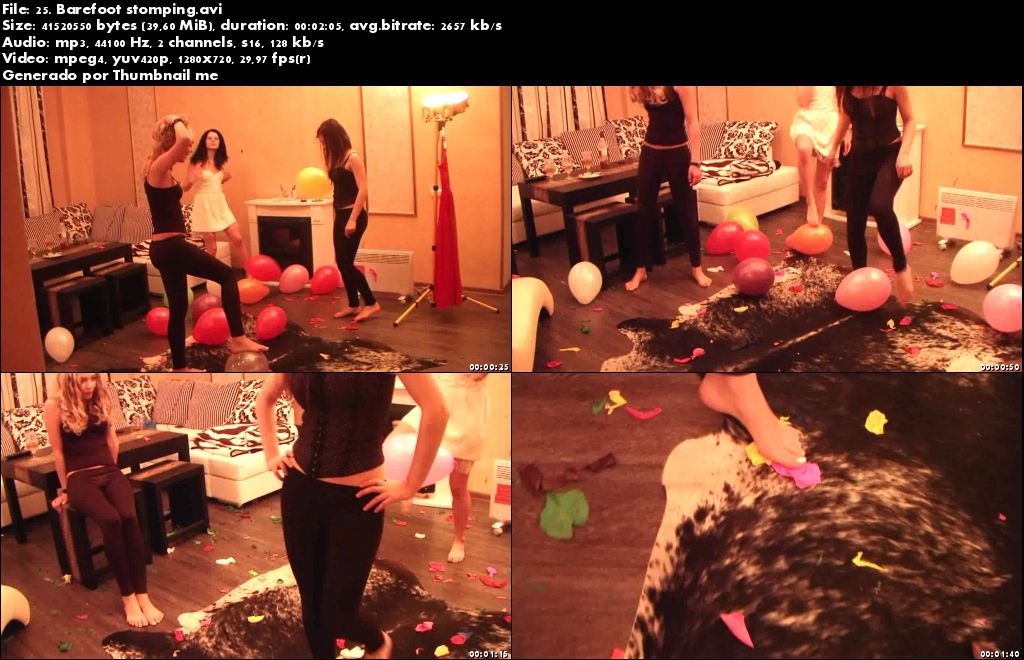 File: 25. Barefoot stomping.avi
Size: 41520550 bytes (39,60 MiB), duration: 00:02:05, avg.bitrate: 2657 kb/s
Audio: mp3, 44100 Hz, 2 channels, s16, 128 kb/s
Video: mpeg4, yuv420p, 1280x720, 29,97 fps(r)
Generado por Thumbnail me
00:00:25
00:00:50
00:01:15
00:01:40